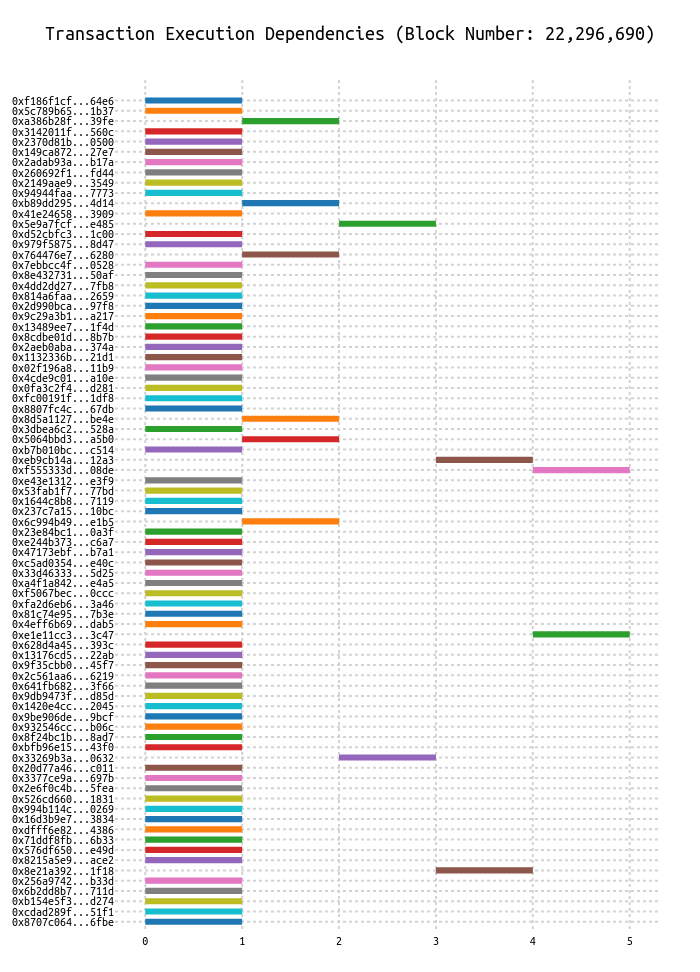 Transaction Execution Dependencies (Block Number: 22,296,690)
0xf186f1cf...64e6
0x5c789b65...1b37
0xa386b28f...39fe
0x3142011f...560c
0x2370d81b...0500
0x149ca872...27e7
0x2adab93a...b17a
0x260692f1...fd44
0x2149aae9...3549
0x94944faa...7773
0xb89dd295...4d14
0x41e24658...3909
0x5e9a7fcf...e485
0xd52cbfc3...1c00
0x979f5875...8d47
0x764476e7...6280
0x7ebbcc4f...0528
0x8e432731...50af
0x4dd2dd27...7fb8
0x814a6faa...2659
0x2d990bca...97f8
0x9c29a3b1...a217
0x13489ee7...1f4d
0x8cdbe01d...8b7b
0x2aeb0aba...374a
0x1132336b...21d1
0x02f196a8...11b9
0x4cde9c01...a10e
0x0fa3c2f4...d281
0xfc00191f...1df8
0x8807fc4c...67db
0x8d5a1127...be4e
0x3dbea6c2...528a
0x5064bbd3...a5b0
0xb7b010bc...c514
0xeb9cb14a...12a3
0xf555333d...08de
0xe43e1312...e3f9
0x53fab1f7...77bd
0x1644c8b8...7119
0x237c7a15...10bc
0x6c994b49...e1b5
0x23e84bc1...0a3f
0xe244b373...c6a7
0x47173ebf...b7a1
0xc5ad0354...e40c
0x33d46333...5d25
0xa4f1a842...e4a5
0xf5067bec...0ccc
0xfa2d6eb6...3a46
0x81c74e95...7b3e
0x4eff6b69...dab5
0xe1e11cc3...3c47
0x628d4a45...393c
0x13176cd5...22ab
0x9f35cbb0...45f7
0x2c561aa6...6219
0x641fb682...3f66
0x9db9473f...d85d
0x1420e4cc...2045
0x9be906de...9bcf
0x932546cc...b06c
0x8f24bc1b...8ad7
0xbfb96e15...43f0
0x33269b3a...0632
0x20d77a46...c011
0x3377ce9a...697b
0x2e6f0c4b...5fea
0x526cd660...1831
0x994b114c...0269
0x16d3b9e7...3834
0xdfff6e82...4386
0x71ddf8fb...6b33
0x576df650...e49d
0x8215a5e9...ace2
0x8e21a392...1f18
0x256a9742...b33d
0x6b2dd8b7...711d
0xb154e5f3...d274
0xcdad289f...51f1
0x8707c064...6fbe
0 1 2 3 4 5